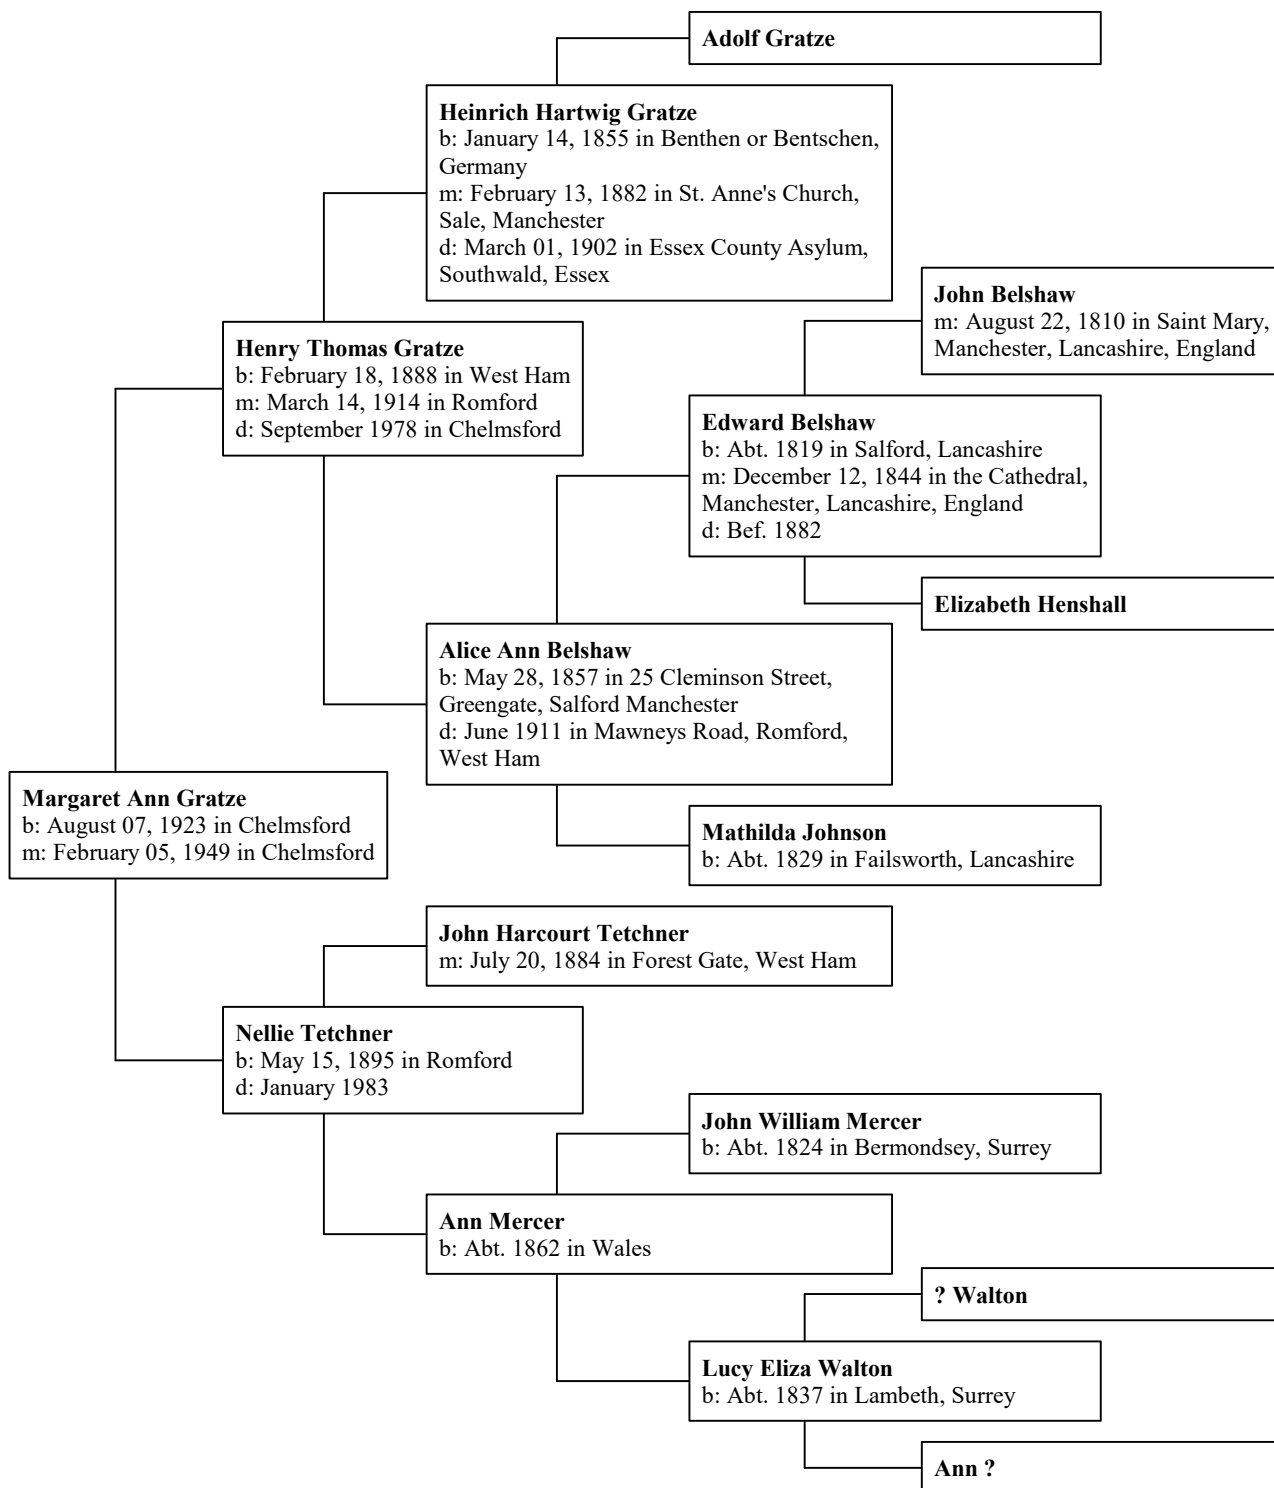 Adolf Gratze
Heinrich Hartwig Gratze
b: January 14, 1855 in Benthen or Bentschen,
Germany
m: February 13, 1882 in St. Anne's Church,
Sale, Manchester
d: March 01, 1902 in Essex County Asylum,
Southwald, Essex
John Belshaw
m: August 22, 1810 in Saint Mary,
Manchester, Lancashire, England
Henry Thomas Gratze
b: February 18, 1888 in West Ham
m: March 14, 1914 in Romford
d: September 1978 in Chelmsford
Edward Belshaw
b: Abt. 1819 in Salford, Lancashire
m: December 12, 1844 in the Cathedral,
Manchester, Lancashire, England
d: Bef. 1882
Elizabeth Henshall
Alice Ann Belshaw
b: May 28, 1857 in 25 Cleminson Street,
Greengate, Salford Manchester
d: June 1911 in Mawneys Road, Romford,
West Ham
Margaret Ann Gratze
b: August 07, 1923 in Chelmsford
m: February 05, 1949 in Chelmsford
Mathilda Johnson
b: Abt. 1829 in Failsworth, Lancashire
John Harcourt Tetchner
m: July 20, 1884 in Forest Gate, West Ham
Nellie Tetchner
b: May 15, 1895 in Romford
d: January 1983
John William Mercer
b: Abt. 1824 in Bermondsey, Surrey
Ann Mercer
b: Abt. 1862 in Wales
? Walton
Lucy Eliza Walton
b: Abt. 1837 in Lambeth, Surrey
Ann ?